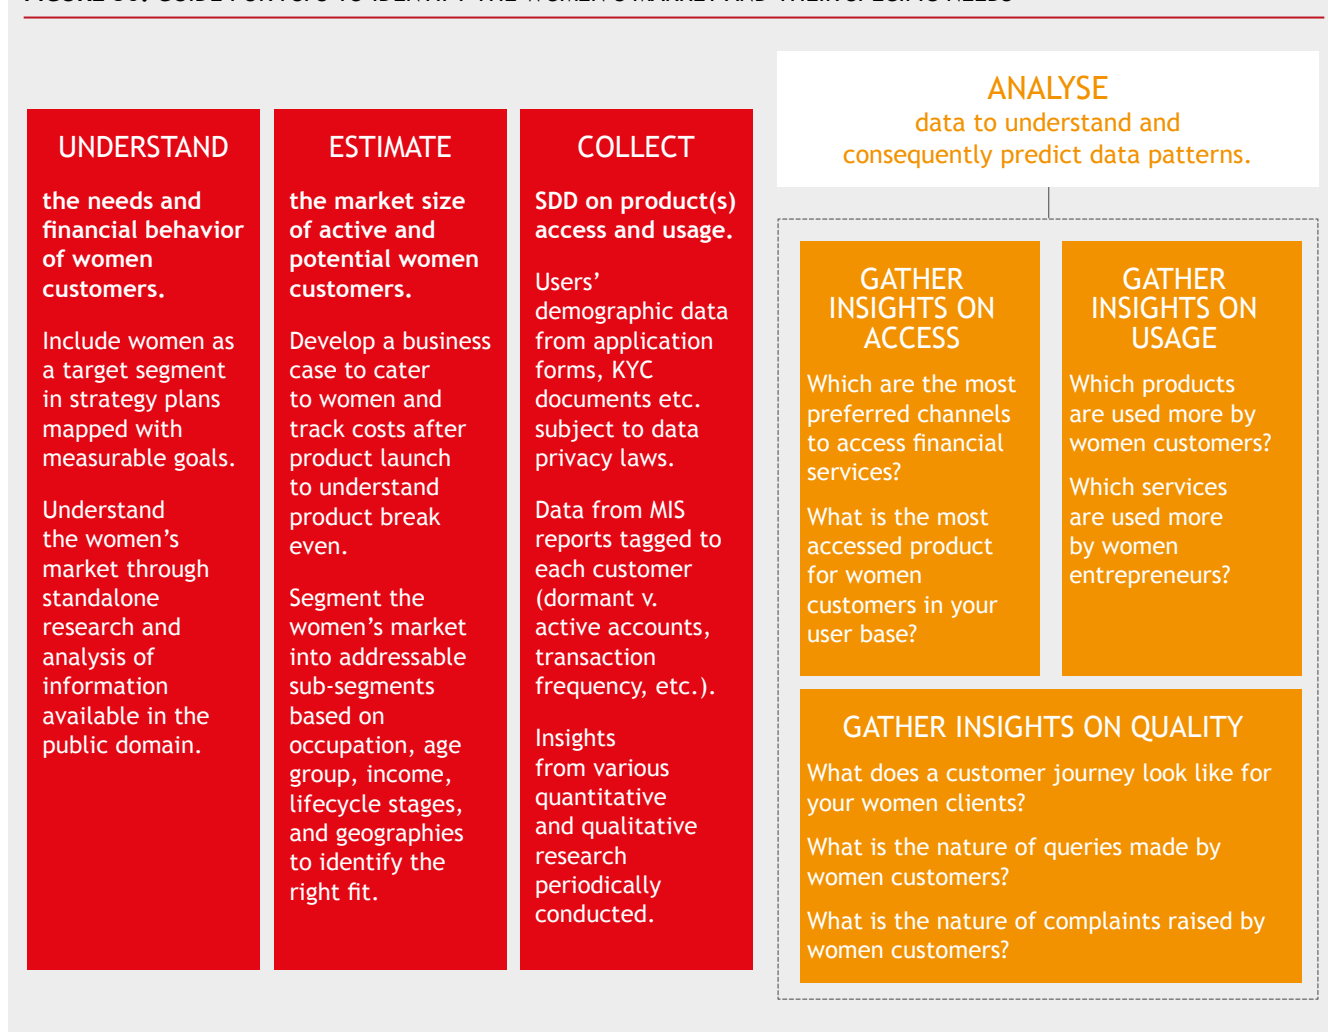 UNDERSTAND
the needs and
financial behavior
of women
customers.
Include women as
a target segment
in strategy plans
mapped with
measurable goals.
Understand
the women's
market through
standalone
research and
analysis of
information
available in the
public domain.
ESTIMATE
the market size
of active and
potential women
customers.
Develop a business
case to cater
to women and
track costs after
product launch
to understand
product break
even.
Segment the
women's market
into addressable
sub-segments
based on
occupation, age
group, income,
lifecycle stages,
and geographies
to identify the
right fit.
COLLECT
SDD on product(s)
access and usage.
Users'
demographic data
from application
forms, KYC
documents etc.
subject to data
privacy laws.
Data from MIS
reports tagged to
each customer
(dormant v.
active accounts,
transaction
frequency, etc.).
Insights
from various
quantitative
and qualitative
research
periodically
conducted.
ANALYSE
data to understand and
consequently predict data patterns.
GATHER
INSIGHTS ON
ACCESS
Which are the most
preferred channels
to access financial
services?
What is the most
accessed product
for women
customers in your
user base?
GATHER
INSIGHTS ON
USAGE
Which products
are used more by
women customers?
Which services
are used more
by women
entrepreneurs?
GATHER INSIGHTS ON QUALITY
What does a customer journey look like for
your women clients?
What is the nature of queries made by
women customers?
What is the nature of complaints raised by
women customers?